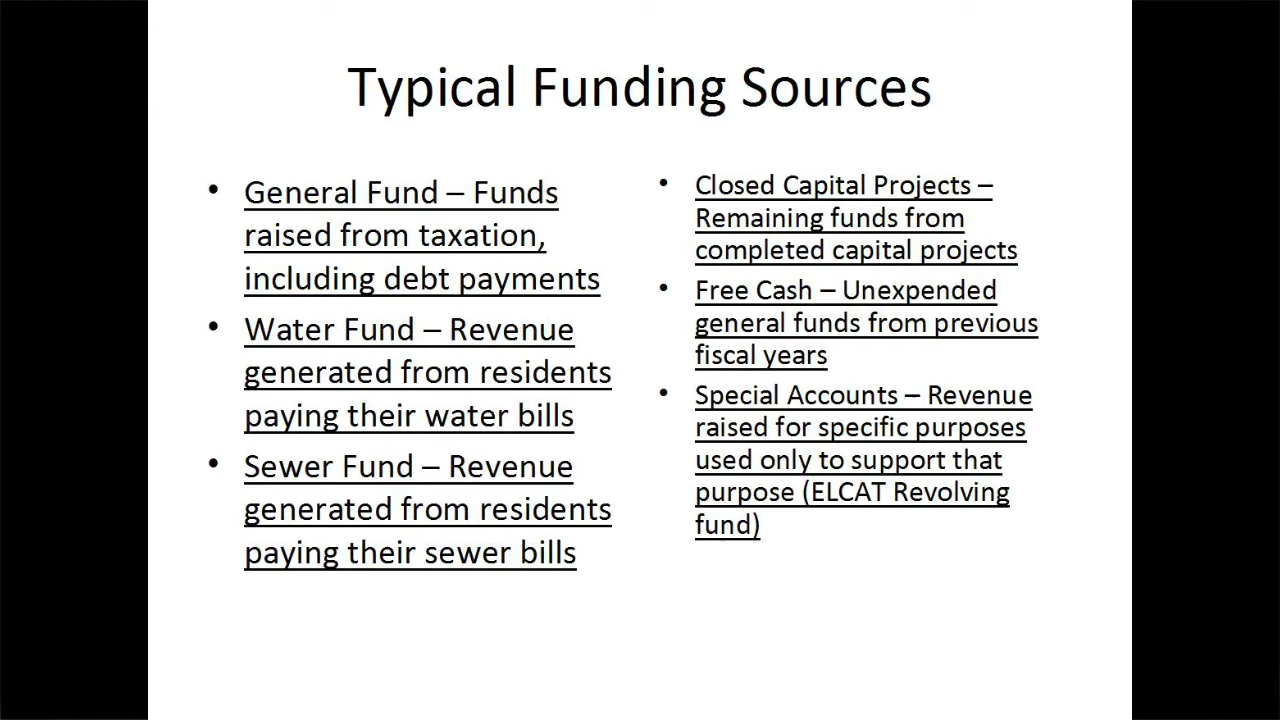 Typical Funding Sources
• General Fund – Funds
raised from taxation,
including debt payments
• Water Fund – Revenue
generated from residents
paying their water bills
• Sewer Fund – Revenue
generated from residents
paying their sewer bills
• Closed Capital Projects –
Remaining funds from
completed capital projects
• Free Cash – Unexpended
general funds from previous
fiscal years
• Special Accounts – Revenue
raised for specific purposes
used only to support that
purpose (ELCAT Revolving
fund)